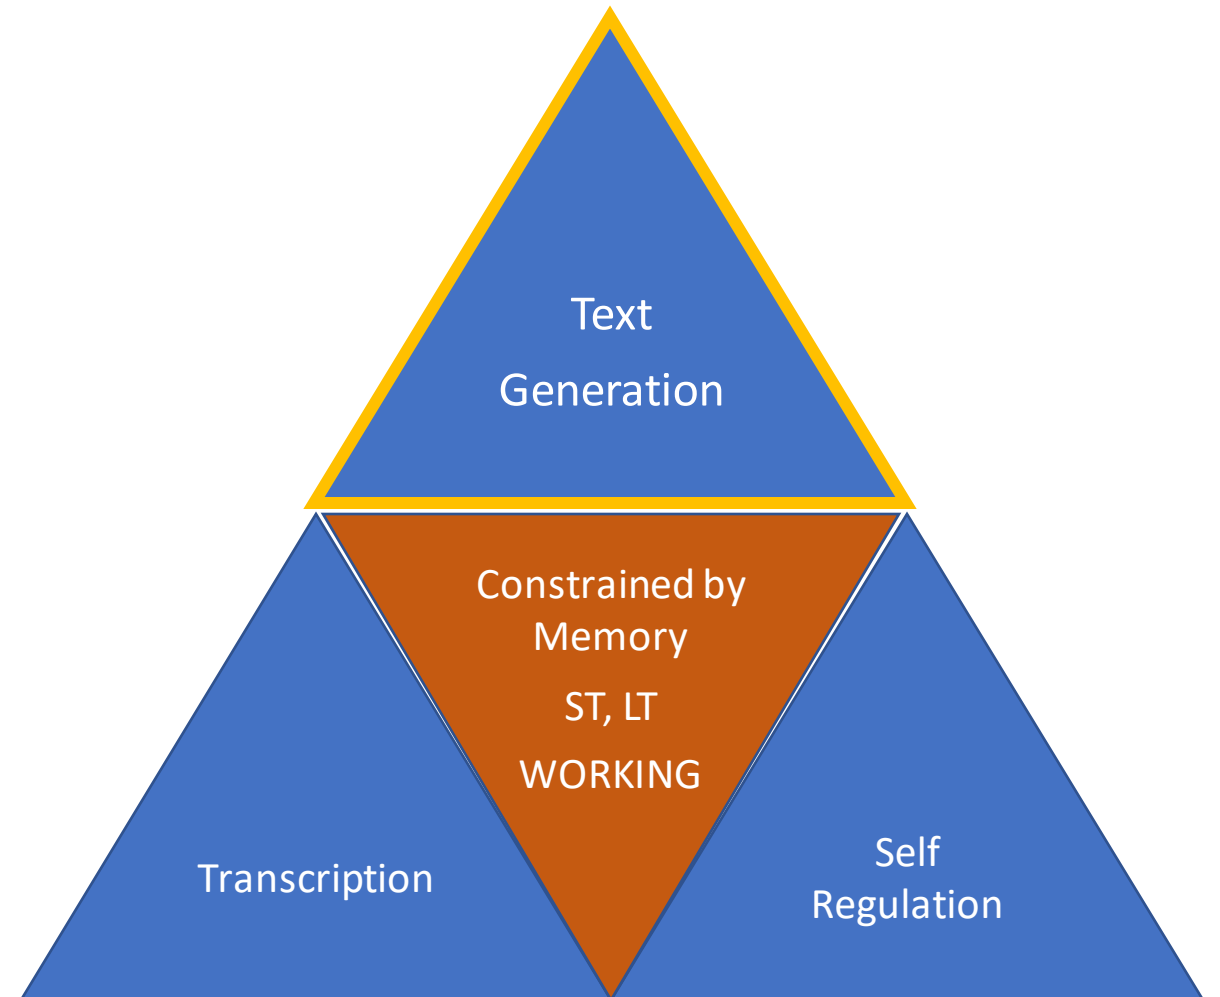 Text
Generation
Constrained by
Memory
ST, LT
WORKING
Transcription
Self
Regulation